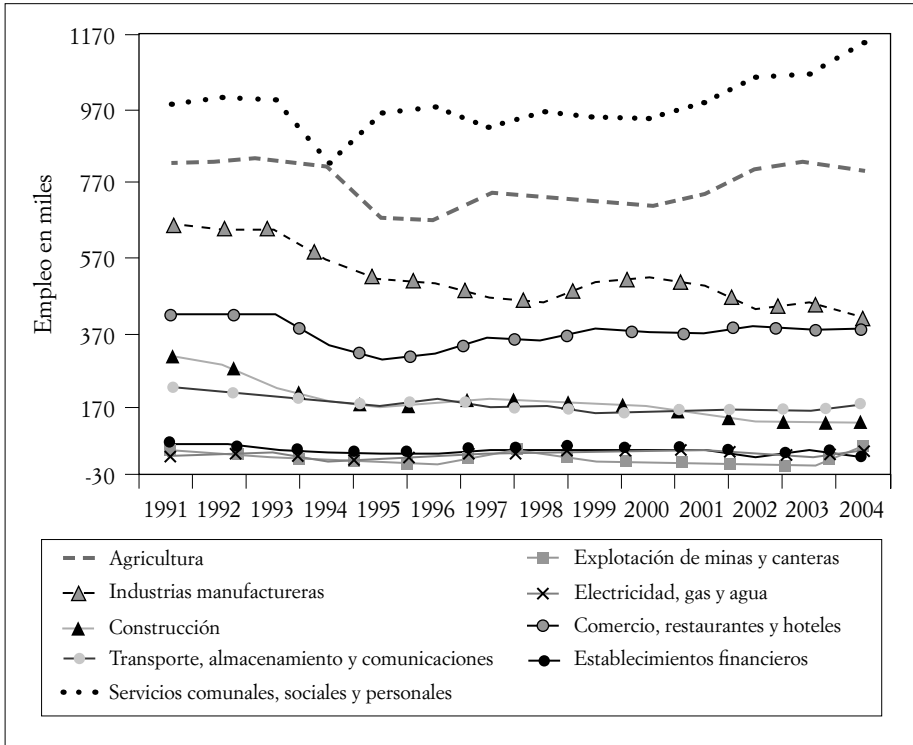 1170
970
770
570
370
170
-30
Empleo en miles
1991 1992 1993 1994 1995 1996 1997 1998 1999 2000 2001 2002 2003 2004
Agricultura
Industrias manufactureras
Construcción
Transporte, almacenamiento y comunicaciones
Servicios comunales, sociales y personales
Explotación de minas y canteras
Electricidad, gas y agua
Comercio, restaurantes y hoteles
Establecimientos financieros